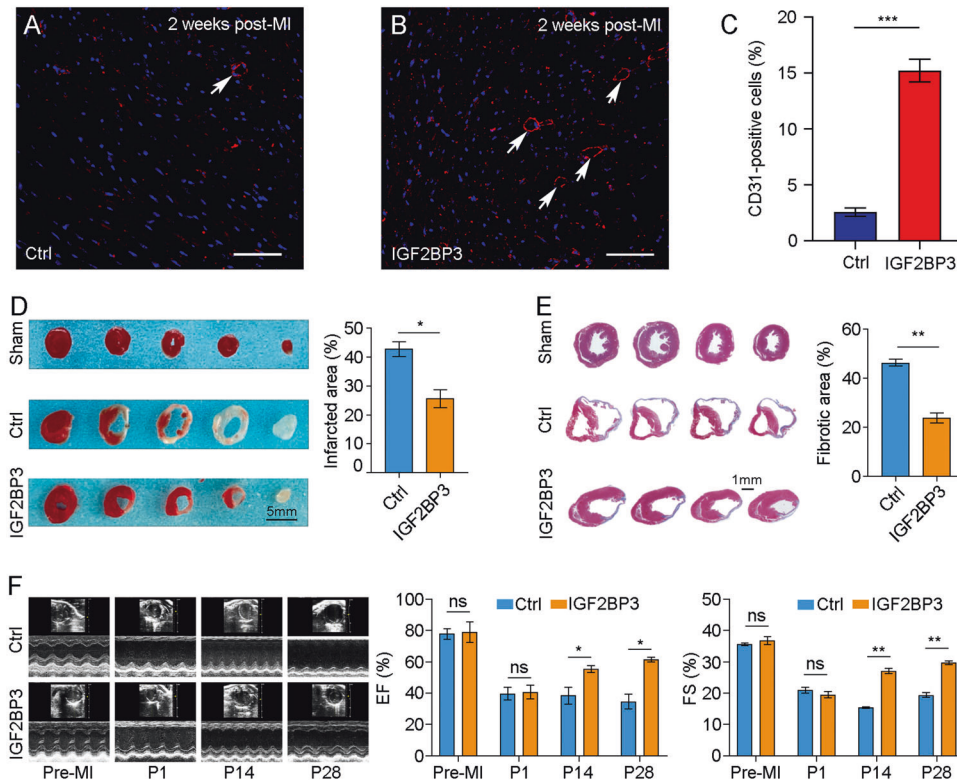 A
2 weeks post-MI
Ctrl
B
2 weeks post-MI
IGF2BP3
C
***
CD31-positive cells (%)
20
15
10
5
0
Ctrl
IGF2BP3
D
Sham
Ctrl
IGF2BP3
5mm
*
Infarcted area (%)
50
40
30
20
10
0
Ctrl
IGF2BP3
E
Sham
Ctrl
IGF2BP3
1mm
**
Fibrotic area (%)
60
40
20
0
Ctrl
IGF2BP3
F
Ctrl
IGF2BP3
Pre-MI P1 P14 P28
Ctrl IGF2BP3
EF (%)
100
80
60
40
20
0
ns
ns
*
*
Pre-MI P1 P14 P28
Ctrl IGF2BP3
FS (%)
50
40
30
20
10
0
ns
ns
**
**
Pre-MI P1 P14 P28